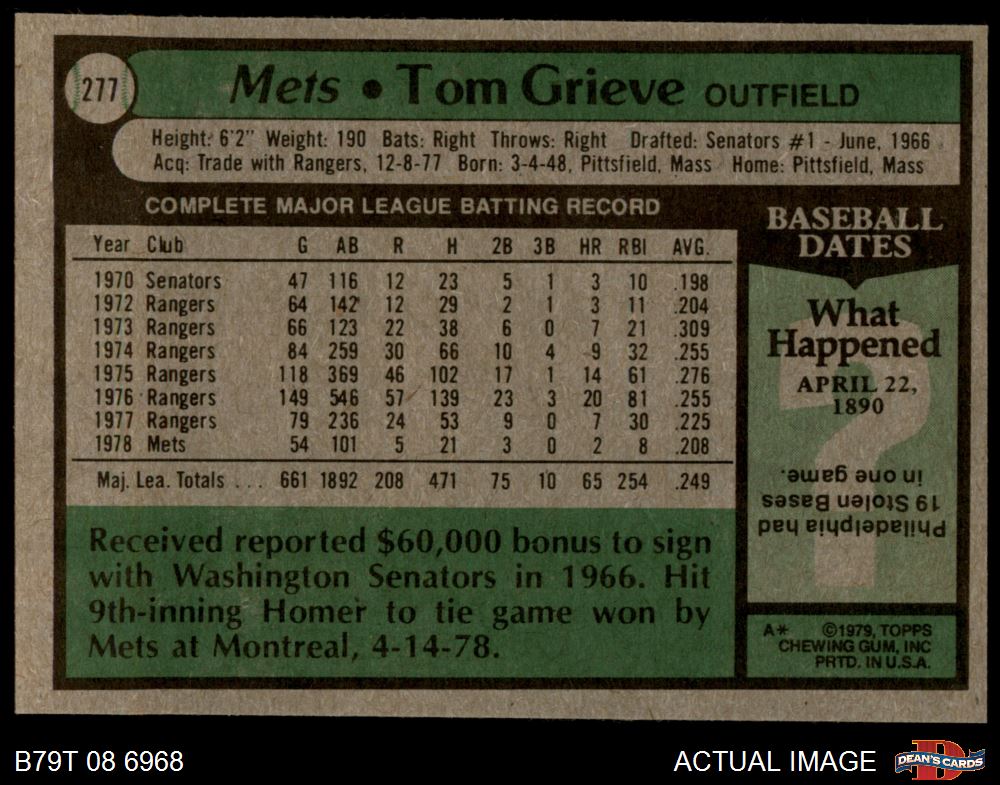 277
Mets • Tom Grieve OUTFIELD
Height: 6'2" Weight: 190 Bats: Right Throws: Right Drafted: Senators #1 - June, 1966
Acq: Trade with Rangers, 12-8-77 Born: 3-4-48, Pittsfield, Mass Home: Pittsfield, Mass
COMPLETE MAJOR LEAGUE BATTING RECORD
Year Club G AB R H 2B 3B HR RBI AVG.
1970 Senators 47 116 12 23 5 1 3 10 .198
1972 Rangers 64 142 12 29 2 1 3 11 .204
1973 Rangers 66 123 22 38 6 0 7 21 .309
1974 Rangers 84 259 30 66 10 4 9 32 .255
1975 Rangers 118 369 46 102 17 1 14 61 .276
1976 Rangers 149 546 57 139 23 3 20 81 .255
1977 Rangers 79 236 24 53 9 0 7 30 .225
1978 Mets 54 101 5 21 3 0 2 8 .208
Maj. Lea. Totals ... 661 1892 208 471 75 10 65 254 .249
Received reported $60,000 bonus to sign
with Washington Senators in 1966. Hit
9th-inning Homer to tie game won by
Mets at Montreal, 4-14-78.
BASEBALL
DATES
What
Happened
APRIL 22,
1890
?
Philadelphia had
19 Stolen Bases
in one game.
A* ©1979, TOPPS
CHEWING GUM, INC
PRTD. IN U.S.A.
B79T 08 6968
ACTUAL IMAGE
D
DEAN'S CARDS